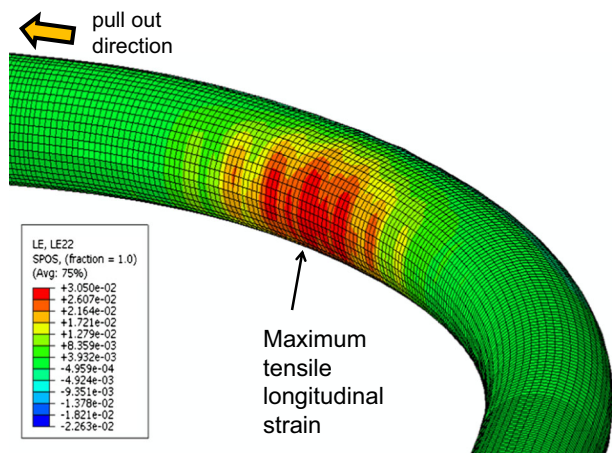 pull out
direction
LE, LE22
SPOS, (fraction = 1.0)
(Avg: 75%)
+3.050e-02
+2.607e-02
+2.164e-02
+1.721e-02
+1.279e-02
+8.359e-03
+3.932e-03
-4.959e-04
-4.924e-03
-9.351e-03
-1.378e-02
-1.821e-02
-2.263e-02
Maximum
tensile
longitudinal
strain